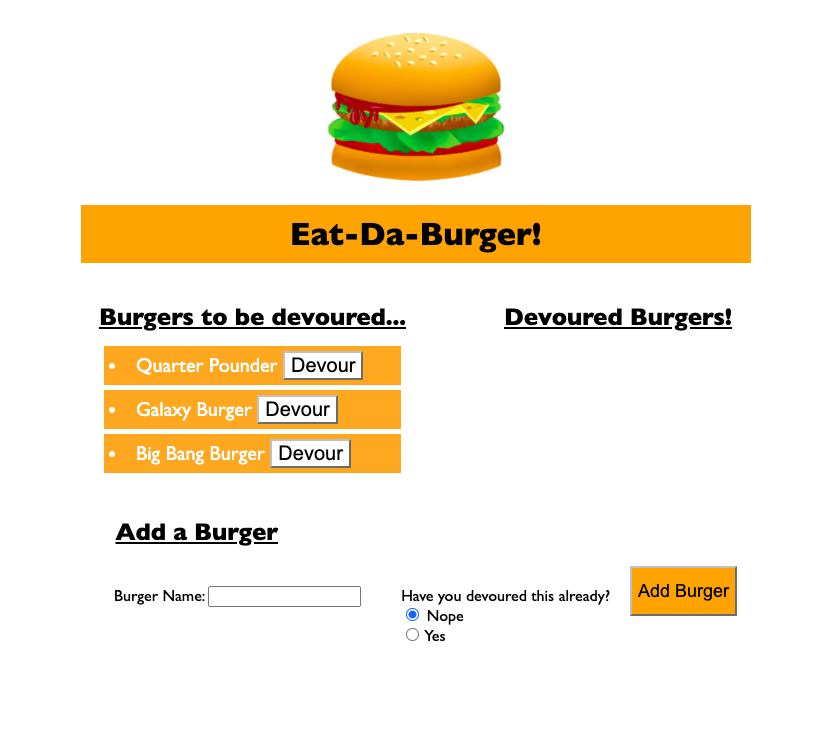 Eat-Da-Burger!
Burgers to be devoured...
Devoured Burgers!
Quarter Pounder Devour
Galaxy Burger Devour
Big Bang Burger Devour
Add a Burger
Burger Name:
Have you devoured this already?
Nope
Yes
Add Burger